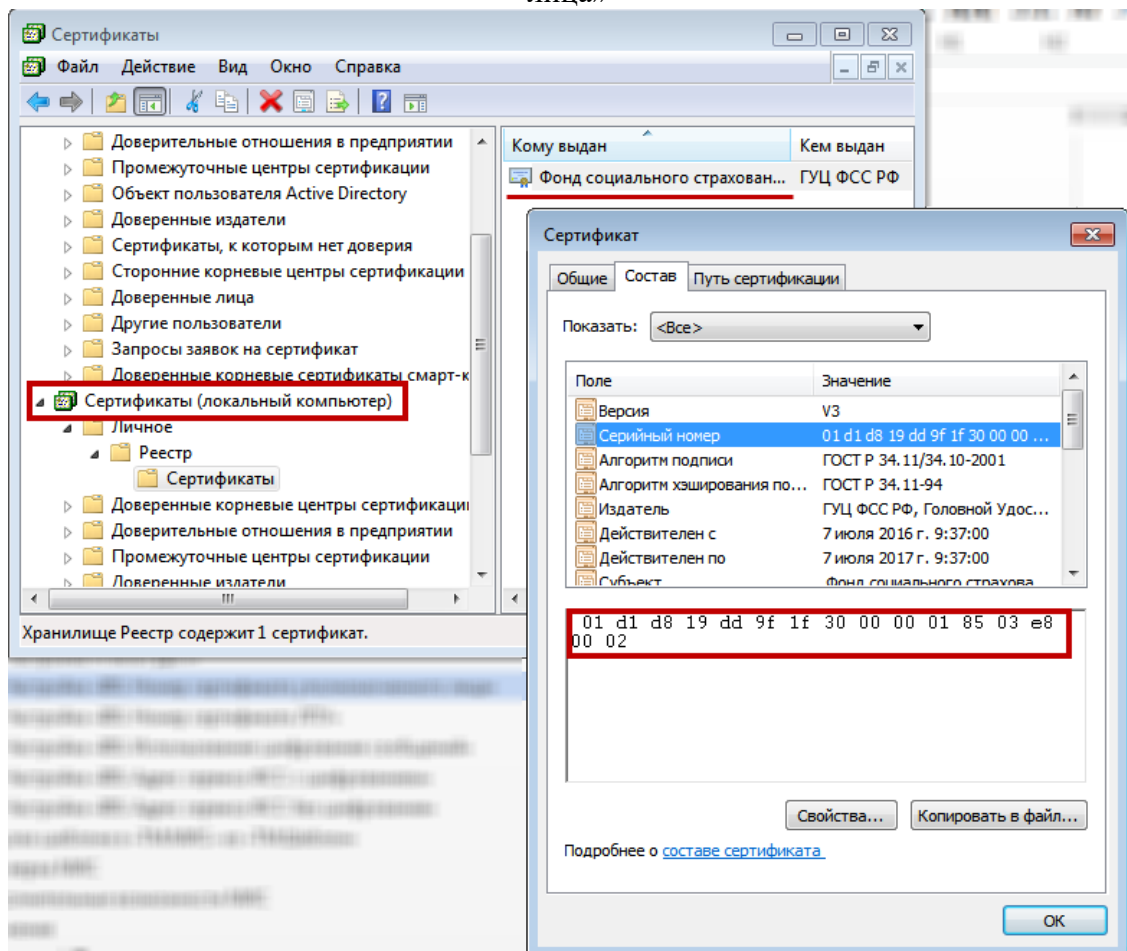 лица»
Сертификаты
Файл Действие Вид Окно Справка
Доверительные отношения в предприятии
Промежуточные центры сертификации
Объект пользователя Active Directory
Доверенные издатели
Сертификаты, к которым нет доверия
Сторонние корневые центры сертификации
Доверенные лица
Другие пользователи
Запросы заявок на сертификат
Доверенные корневые сертификаты смарт-к
Сертификаты (локальный компьютер)
Личное
Реестр
Сертификаты
Доверенные корневые центры сертификаци
Доверительные отношения в предприятии
Промежуточные центры сертификации
Доверенные издатели
Хранилище Реестр содержит 1 сертификат.
Кому выдан Кем выдан
Фонд социального страхован... ГУЦ ФСС РФ
Сертификат
Общие Состав Путь сертификации
Показать: <Все>
Поле Значение
Версия V3
Серийный номер 01 d1 d8 19 dd 9f 1f 30 00 00 ...
Алгоритм подписи ГОСТ Р 34.11/34.10-2001
Алгоритм хэширования по... ГОСТ Р 34.11-94
Издатель ГУЦ ФСС РФ, Головной Удос...
Действителен с 7 июля 2016 г. 9:37:00
Действителен по 7 июля 2017 г. 9:37:00
Субъект Фонд социального страхова
01 d1 d8 19 dd 9f 1f 30 00 00 01 85 03 e8
00 02
Свойства... Копировать в файл...
Подробнее о составе сертификата
ОК